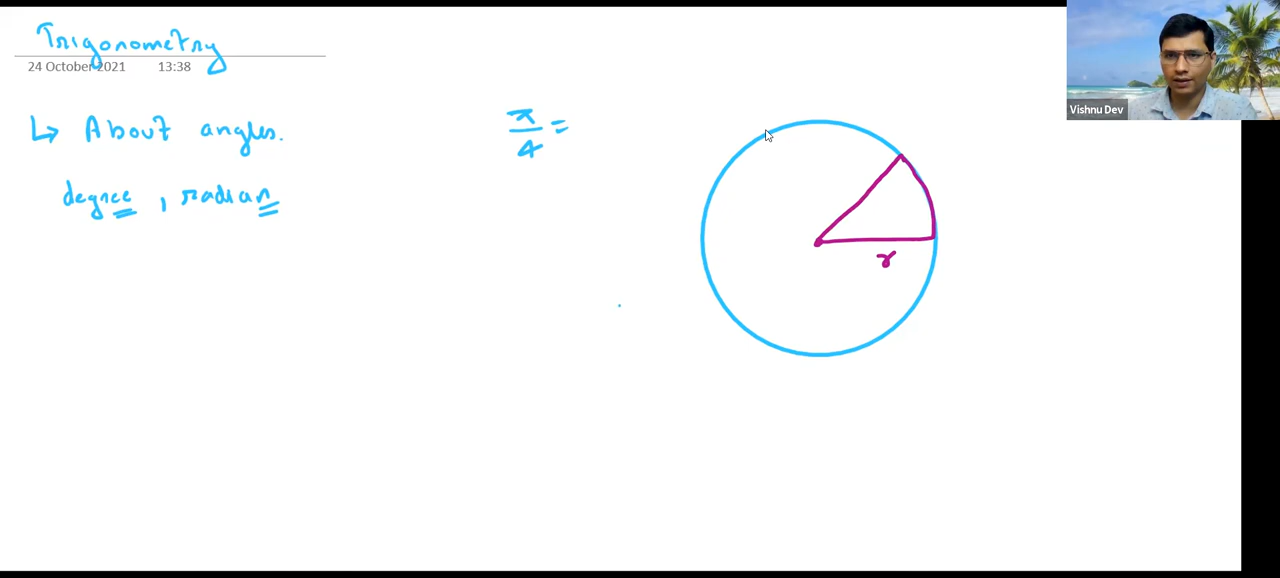 Trigonometry
24 October 2021 13:38
↳ About angles.
degree, radian
π/4 =
r
Vishnu Dev